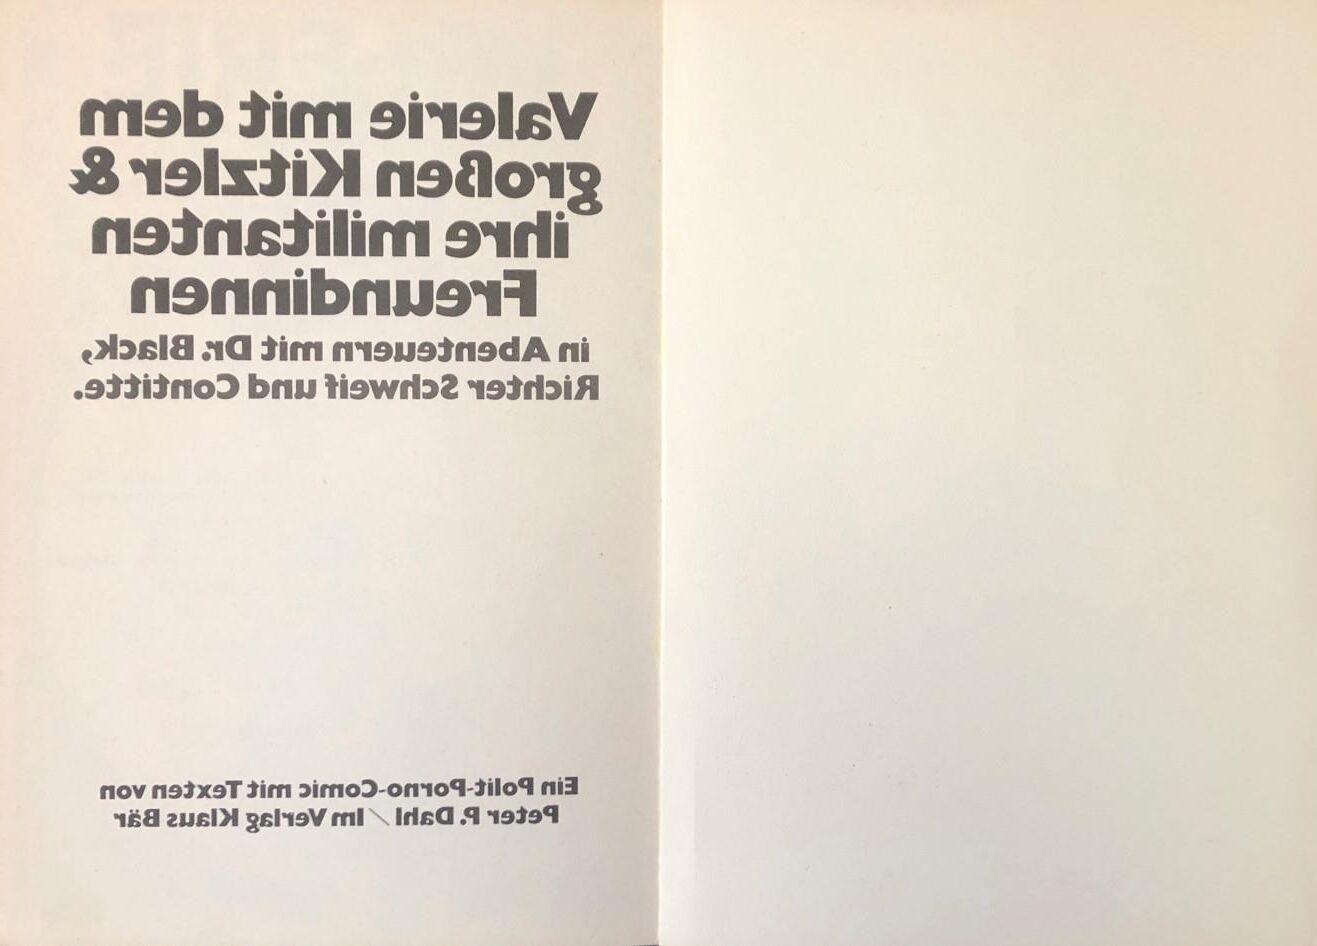 Valerie mit dem
großen Kitzler &
ihre militanten
Freundinnen
in Abenteuern mit Dr. Black,
Richter Schweif und Contitte.
Ein Polit-Porno-Comic mit Texten von
Peter P. Dahl / Im Verlag Klaus Bär